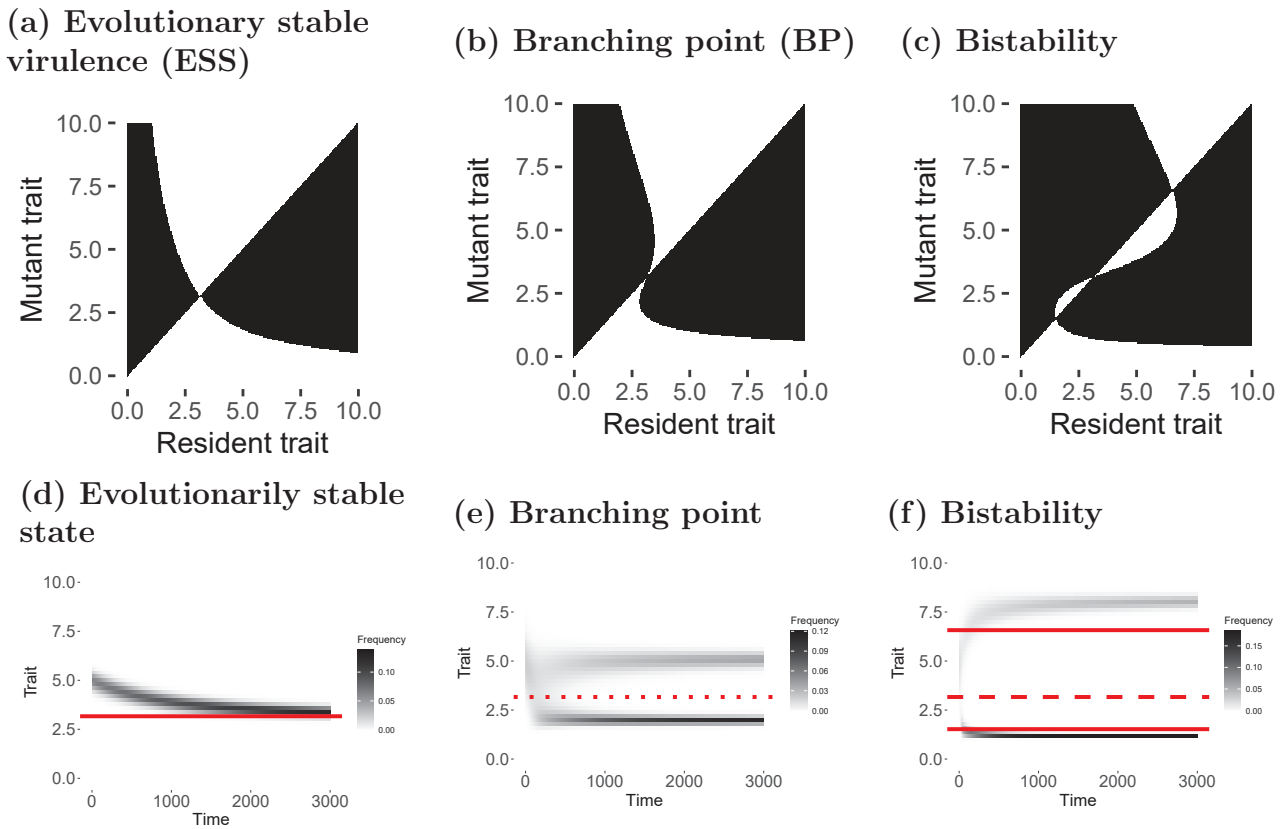 (a) Evolutionary stable
virulence (ESS)
(b) Branching point (BP)
(c) Bistability
10.0
7.5
5.0
2.5
0.0
Mutant trait
0.0 2.5 5.0 7.5 10.0
Resident trait
10.0
7.5
5.0
2.5
0.0
Mutant trait
0.0 2.5 5.0 7.5 10.0
Resident trait
10.0
7.5
5.0
2.5
0.0
Mutant trait
0.0 2.5 5.0 7.5 10.0
Resident trait
(d) Evolutionarily stable
state
(e) Branching point
(f) Bistability
10.0
7.5
5.0
2.5
0.0
Trait
0 1000 2000 3000
Time
Frequency
0.10
0.05
0.00
10.0
7.5
5.0
2.5
0.0
Trait
0 1000 2000 3000
Time
Frequency
0.12
0.09
0.06
0.03
0.00
10.0
7.5
5.0
2.5
0.0
Trait
0 1000 2000 3000
Time
Frequency
0.15
0.10
0.05
0.00